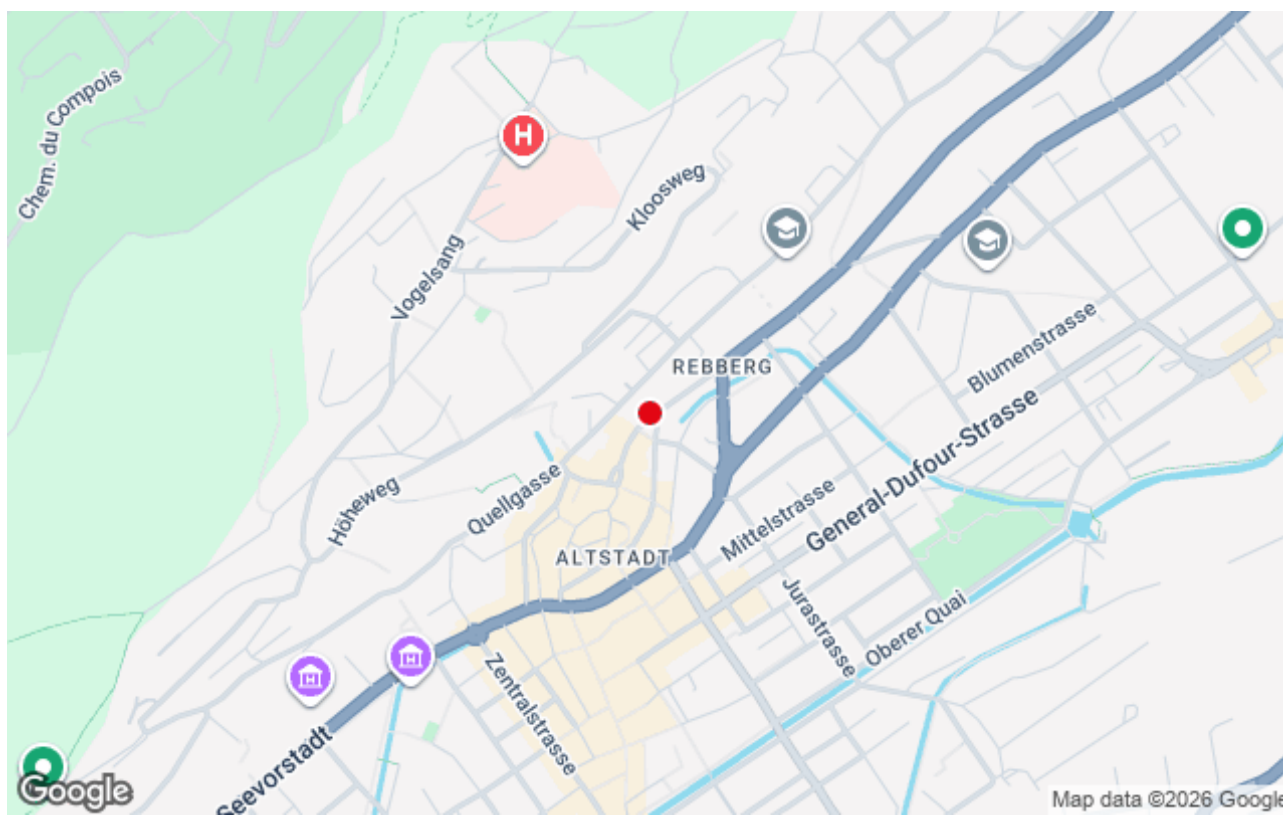 Chem. du Compois
H
Kloosweg
Vogelsang
REBBERG
Blumenstrasse
General-Dufour-Strasse
Höheweg
Quellgasse
Mittelstrasse
ALTSTADT
Jurastrasse
Oberer Quai
Zentralstrasse
Seevorstadt
Google
Map data ©2026 Google